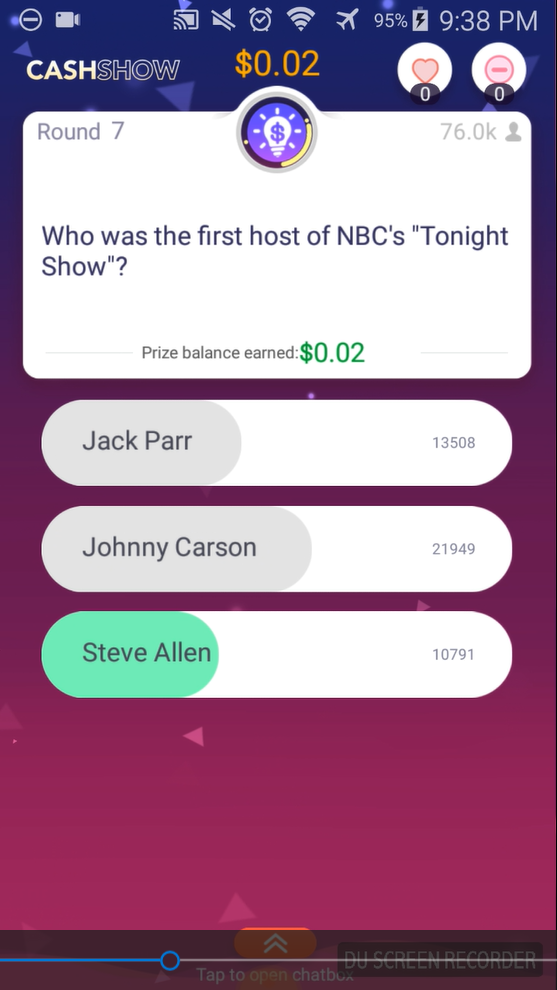 95% 9:38 PM
CASHSHOW $0.02
0 0
Round 7 76.0k
$
Who was the first host of NBC's "Tonight
Show"?
Prize balance earned:$0.02
Jack Parr 13508
Johnny Carson 21949
Steve Allen 10791
DU SCREEN RECORDER
Tap to open chatbox